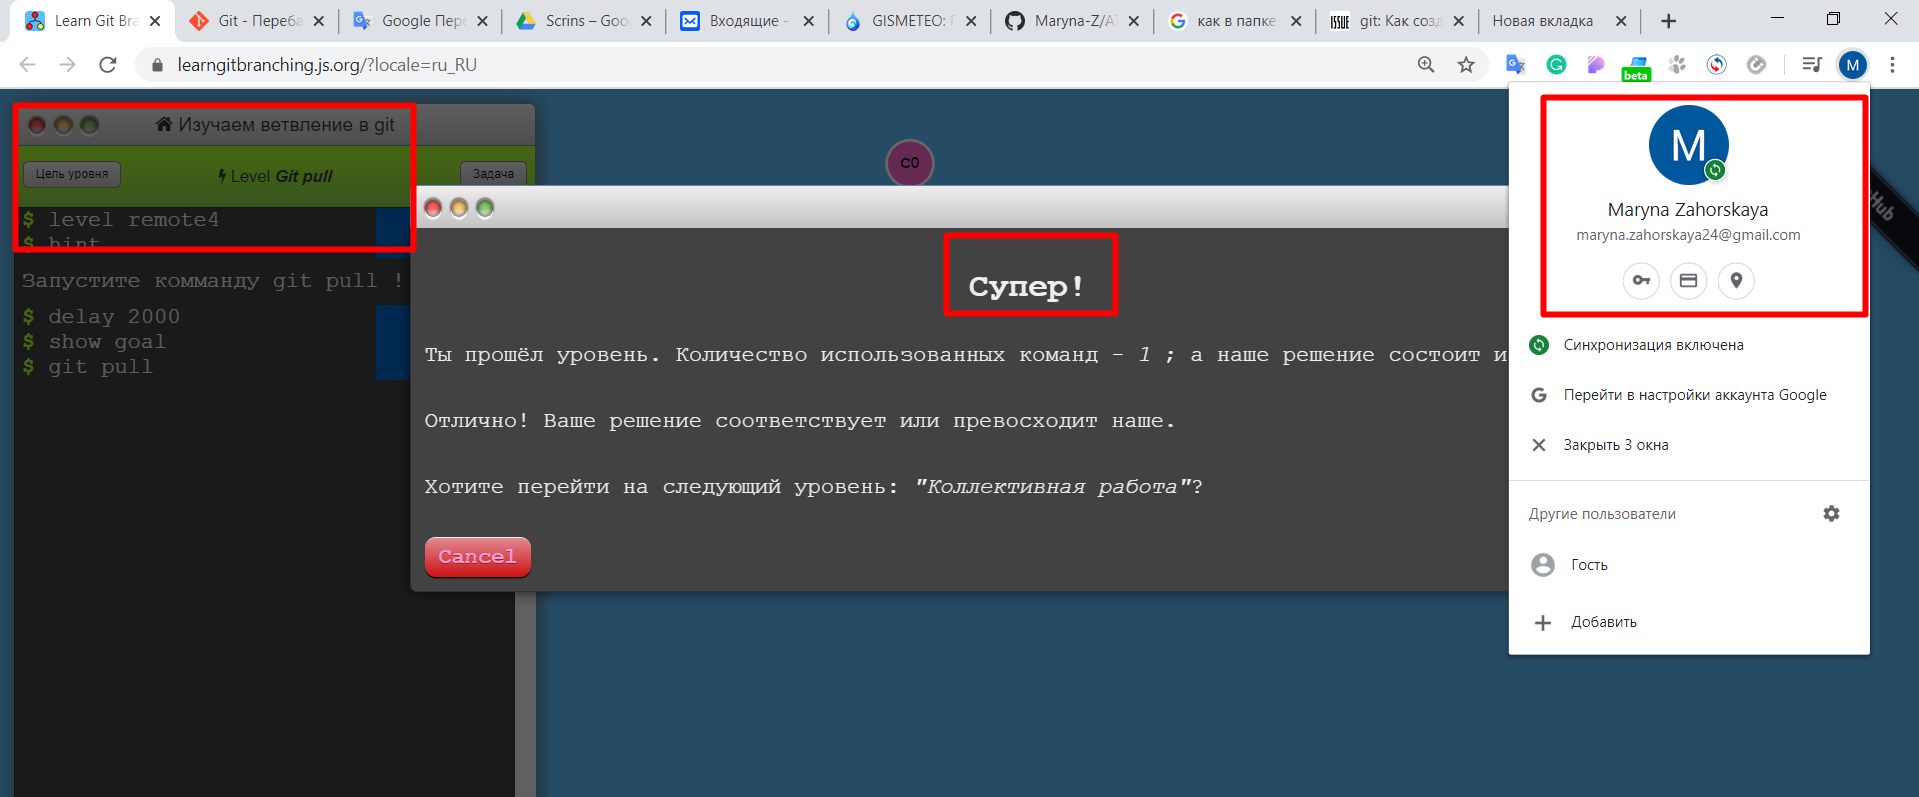 Learn Git Bra
Git - Переба
Google Пере
Scrins – Goo
Входящие -
GISMETEO: П
Maryna-Z/AT
как в папке
ISSUE
git: Как созд
Новая вкладка
learngitbranching.js.org/?locale=ru_RU
beta
M
Изучаем ветвление в git
Цель уровня
Level Git pull
Задача
$ level remote4
$ hint
Запустите комманду git pull !
$ delay 2000
$ show goal
$ git pull
C0
Супер!
Ты прошёл уровень. Количество использованных команд - 1 ; а наше решение состоит и
Отлично! Ваше решение соответствует или превосходит наше.
Хотите перейти на следующий уровень: "Коллективная работа"?
Cancel
M
Maryna Zahorskaya
maryna.zahorskaya24@gmail.com
Синхронизация включена
Перейти в настройки аккаунта Google
Закрыть 3 окна
Другие пользователи
Гость
Добавить
Hub